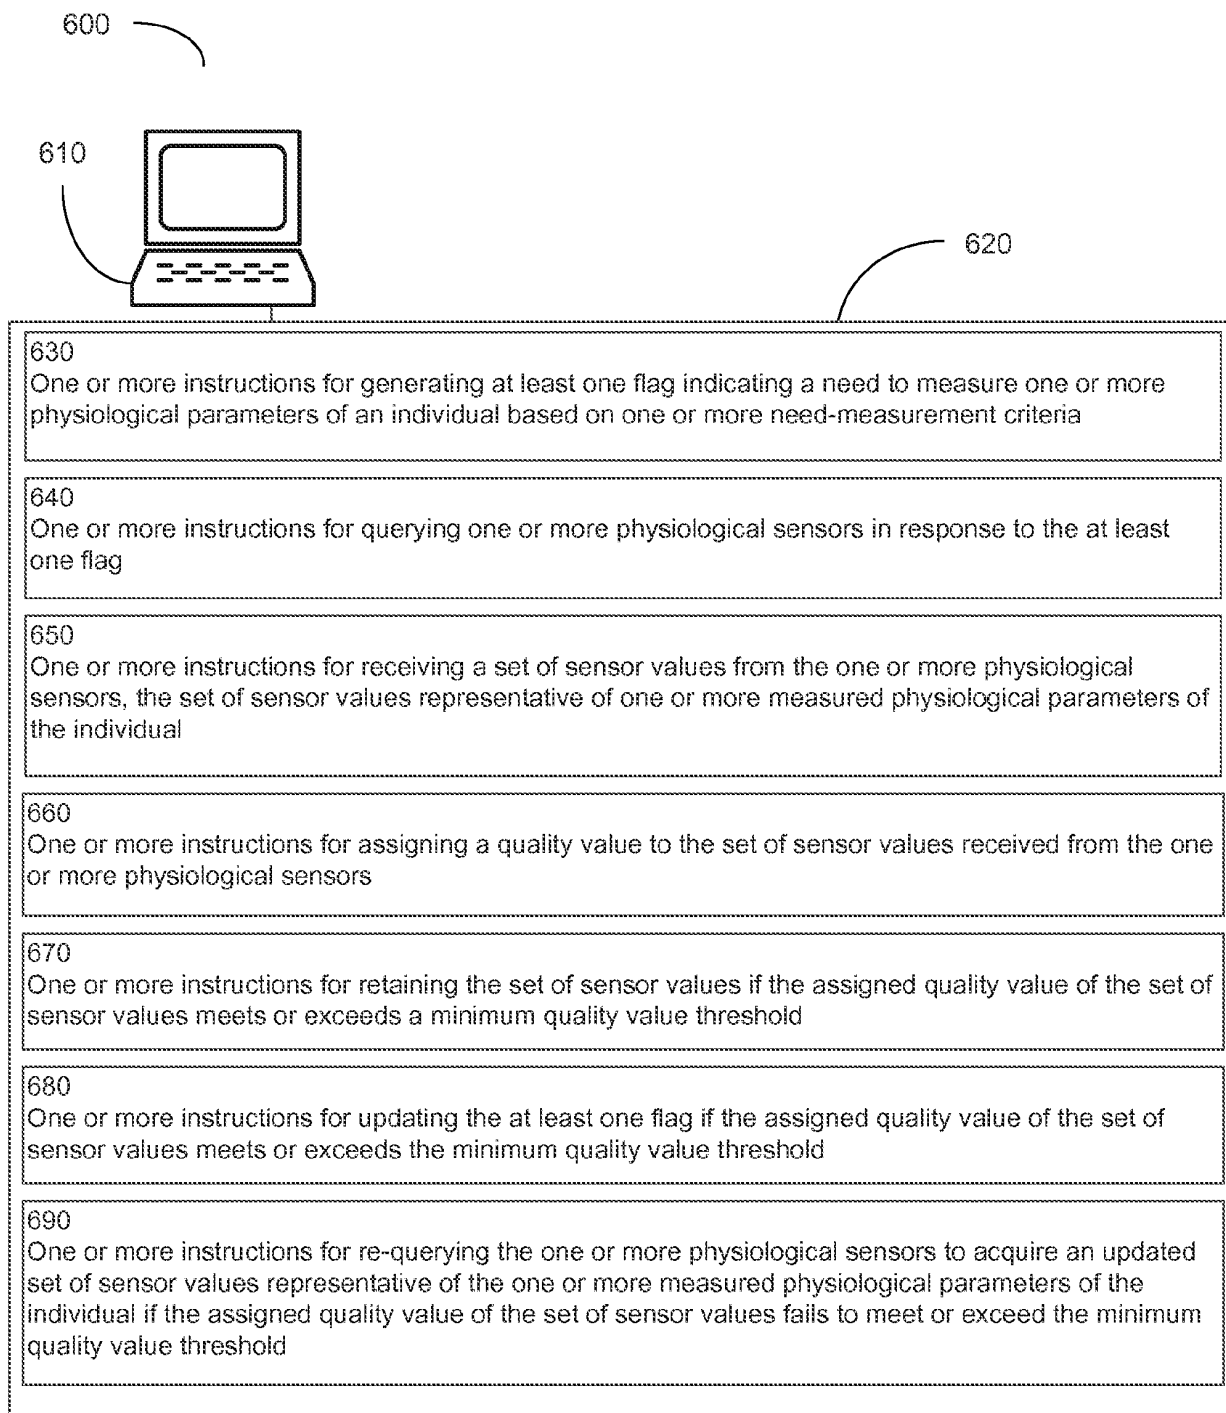 600
610
620
630
One or more instructions for generating at least one flag indicating a need to measure one or more
physiological parameters of an individual based on one or more need-measurement criteria
640
One or more instructions for querying one or more physiological sensors in response to the at least
one flag
650
One or more instructions for receiving a set of sensor values from the one or more physiological
sensors, the set of sensor values representative of one or more measured physiological parameters of
the individual
660
One or more instructions for assigning a quality value to the set of sensor values received from the one
or more physiological sensors
670
One or more instructions for retaining the set of sensor values if the assigned quality value of the set of
sensor values meets or exceeds a minimum quality value threshold
680
One or more instructions for updating the at least one flag if the assigned quality value of the set of
sensor values meets or exceeds the minimum quality value threshold
690
One or more instructions for re-querying the one or more physiological sensors to acquire an updated
set of sensor values representative of the one or more measured physiological parameters of the
individual if the assigned quality value of the set of sensor values fails to meet or exceed the minimum
quality value threshold